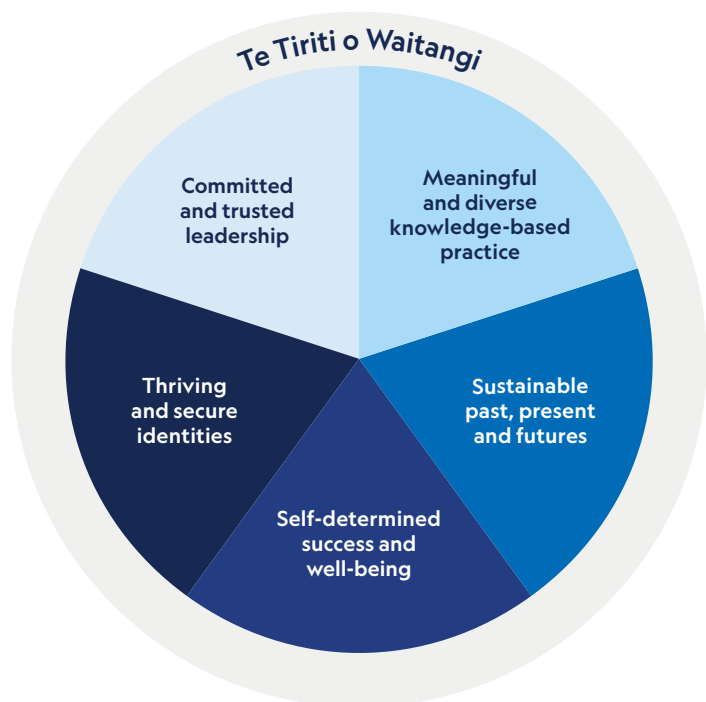 Te Tiriti o Waitangi
Committed
and trusted
leadership
Meaningful
and diverse
knowledge-based
practice
Thriving
and secure
identities
Sustainable
past, present
and futures
Self-determined
success and
well-being